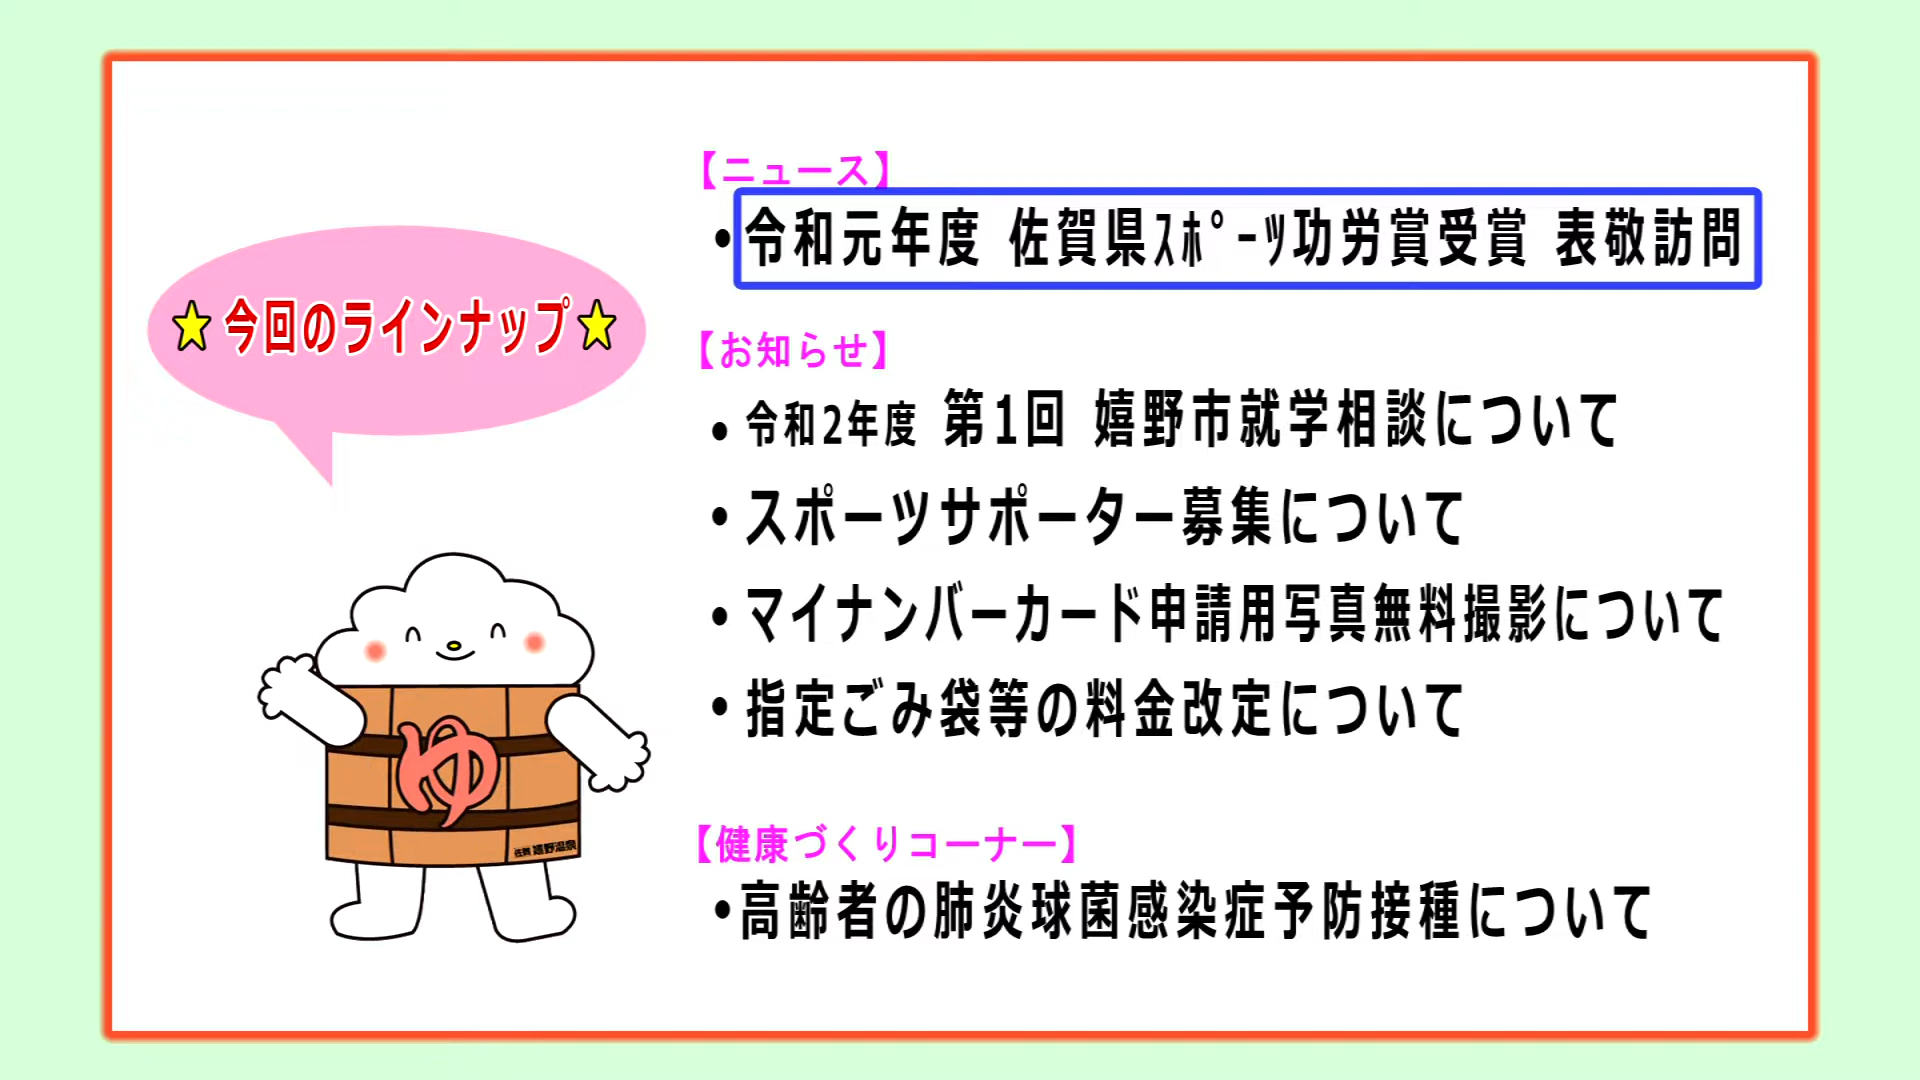 ☆今回のラインナップ☆
【ニュース】
・令和元年度 佐賀県ｽﾎﾟｰﾂ功労賞受賞 表敬訪問
【お知らせ】
・令和2年度 第1回 嬉野市就学相談について
・スポーツサポーター募集について
・マイナンバーカード申請用写真無料撮影について
・指定ごみ袋等の料金改定について
【健康づくりコーナー】
・高齢者の肺炎球菌感染症予防接種について
ゆ
佐賀 嬉野温泉